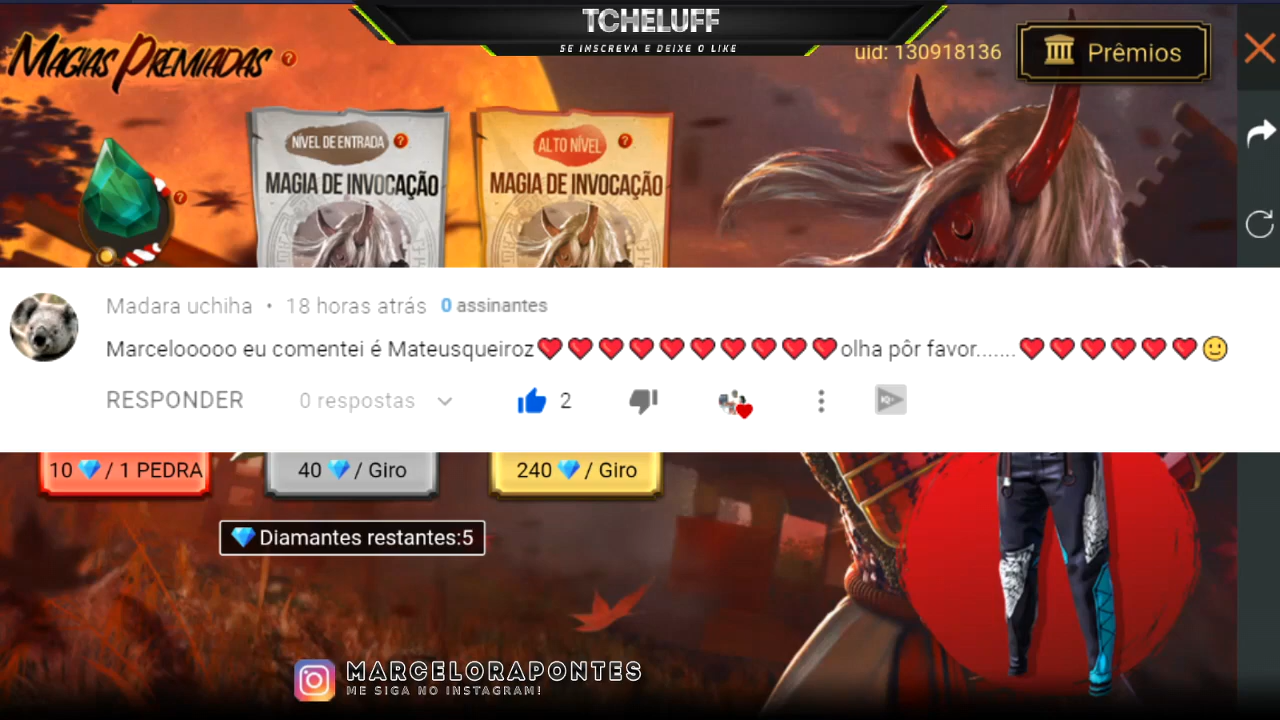 TCHELUFF
SE INSCREVA E DEIXE O LIKE
MAGIAS PREMIADAS ?
uid: 130918136
Prêmios
NÍVEL DE ENTRADA ?
MAGIA DE INVOCAÇÃO
ALTO NÍVEL ?
MAGIA DE INVOCAÇÃO
?
Madara uchiha • 18 horas atrás 0 assinantes
Marcelooooo eu comentei é Mateusqueiroz❤❤❤❤❤❤❤❤❤❤olha pôr favor.......❤❤❤❤❤❤🙂
RESPONDER 0 respostas 2
10 💎 / 1 PEDRA
40 💎 / Giro
240 💎 / Giro
💎 Diamantes restantes:5
MARCELORAPONTES
ME SIGA NO INSTAGRAM!